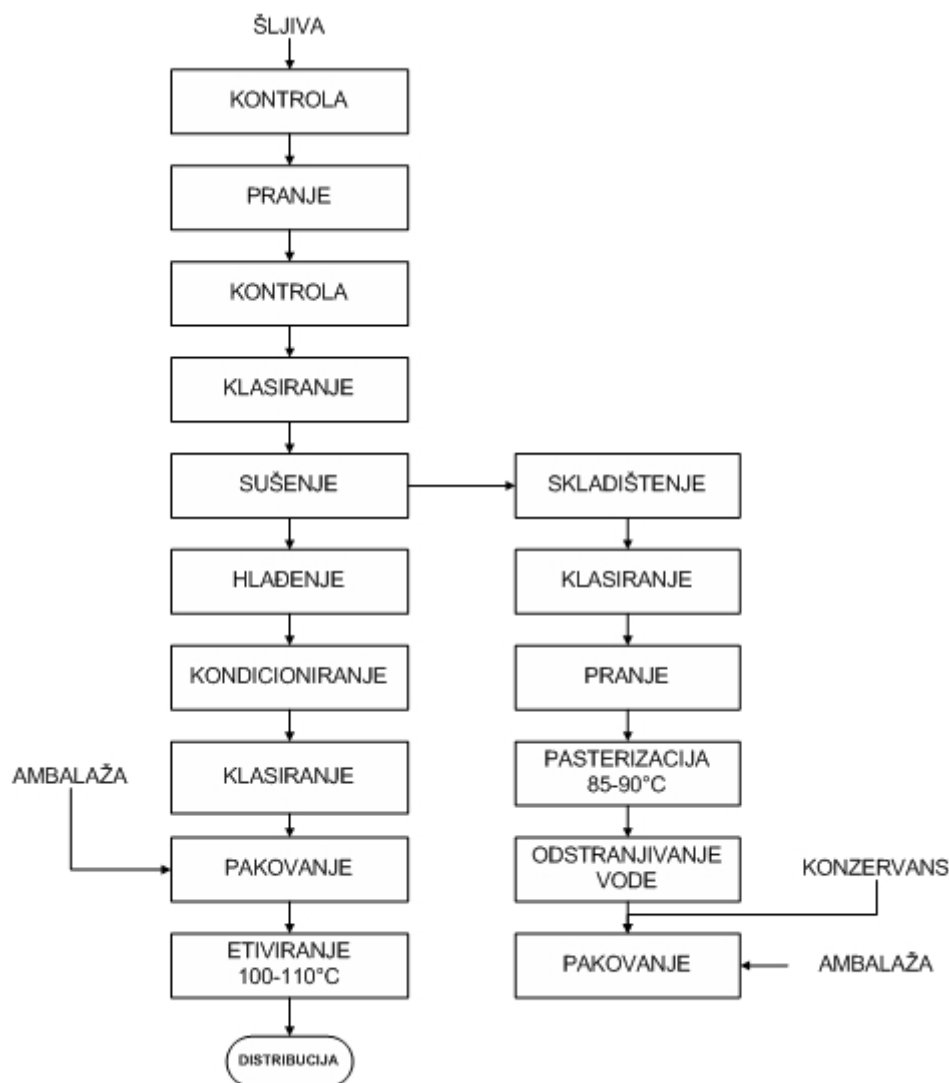 ŠLJIVA
KONTROLA
PRANJE
KONTROLA
KLASIRANJE
SUŠENJE
SKLADIŠTENJE
HLAĐENJE
KLASIRANJE
KONDICIONIRANJE
PRANJE
AMBALAŽA
KLASIRANJE
PASTERIZACIJA
85-90°C
PAKOVANJE
ODSTRANJIVANJE
VODE
KONZERVANS
ETIVIRANJE
100-110°C
PAKOVANJE
AMBALAŽA
DISTRIBUCIJA